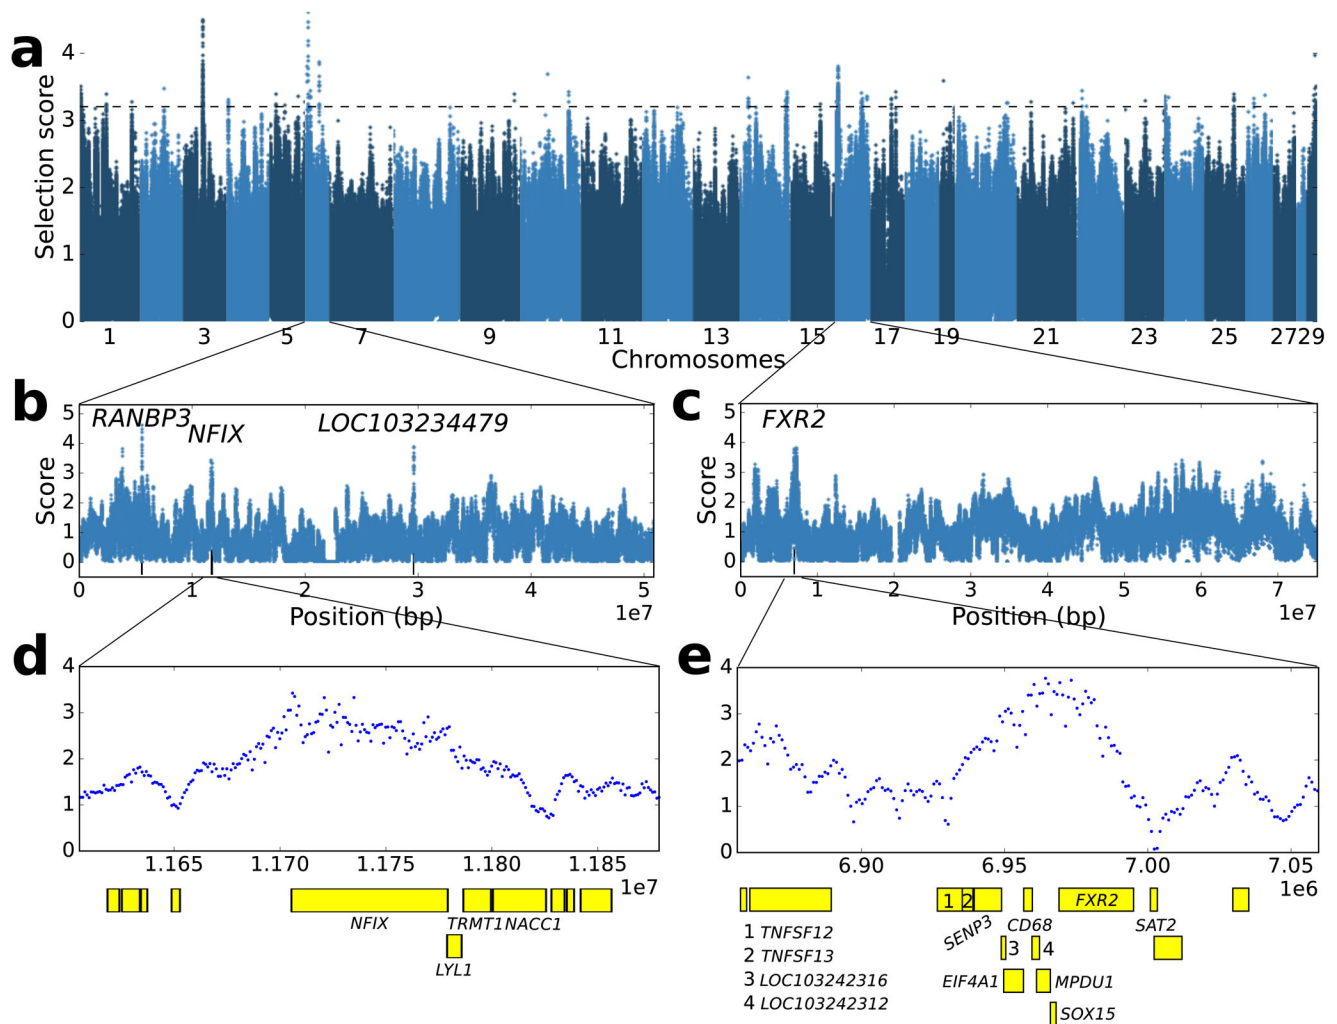 a
Selection score
4
3
2
1
0
1 3 5 7 9 11 13 15 17 19 21 23 25 27 29
Chromosomes
b
Score
5
4
3
2
1
0
RANBP3
NFIX
LOC103234479
0 1 2 3 4 5
1e7
Position (bp)
c
Score
5
4
3
2
1
0
FXR2
0 1 2 3 4 5 6 7
1e7
Position (bp)
d
4
3
2
1
0
1.165 1.170 1.175 1.180 1.185
1e7
NFIX TRMT1 NACC1
LYL1
e
4
3
2
1
0
6.90 6.95 7.00 7.05
1e6
1 2 FXR2
SENP3 CD68 SAT2
3 4
EIF4A1 MPDU1
SOX15
1 TNFSF12
2 TNFSF13
3 LOC103242316
4 LOC103242312